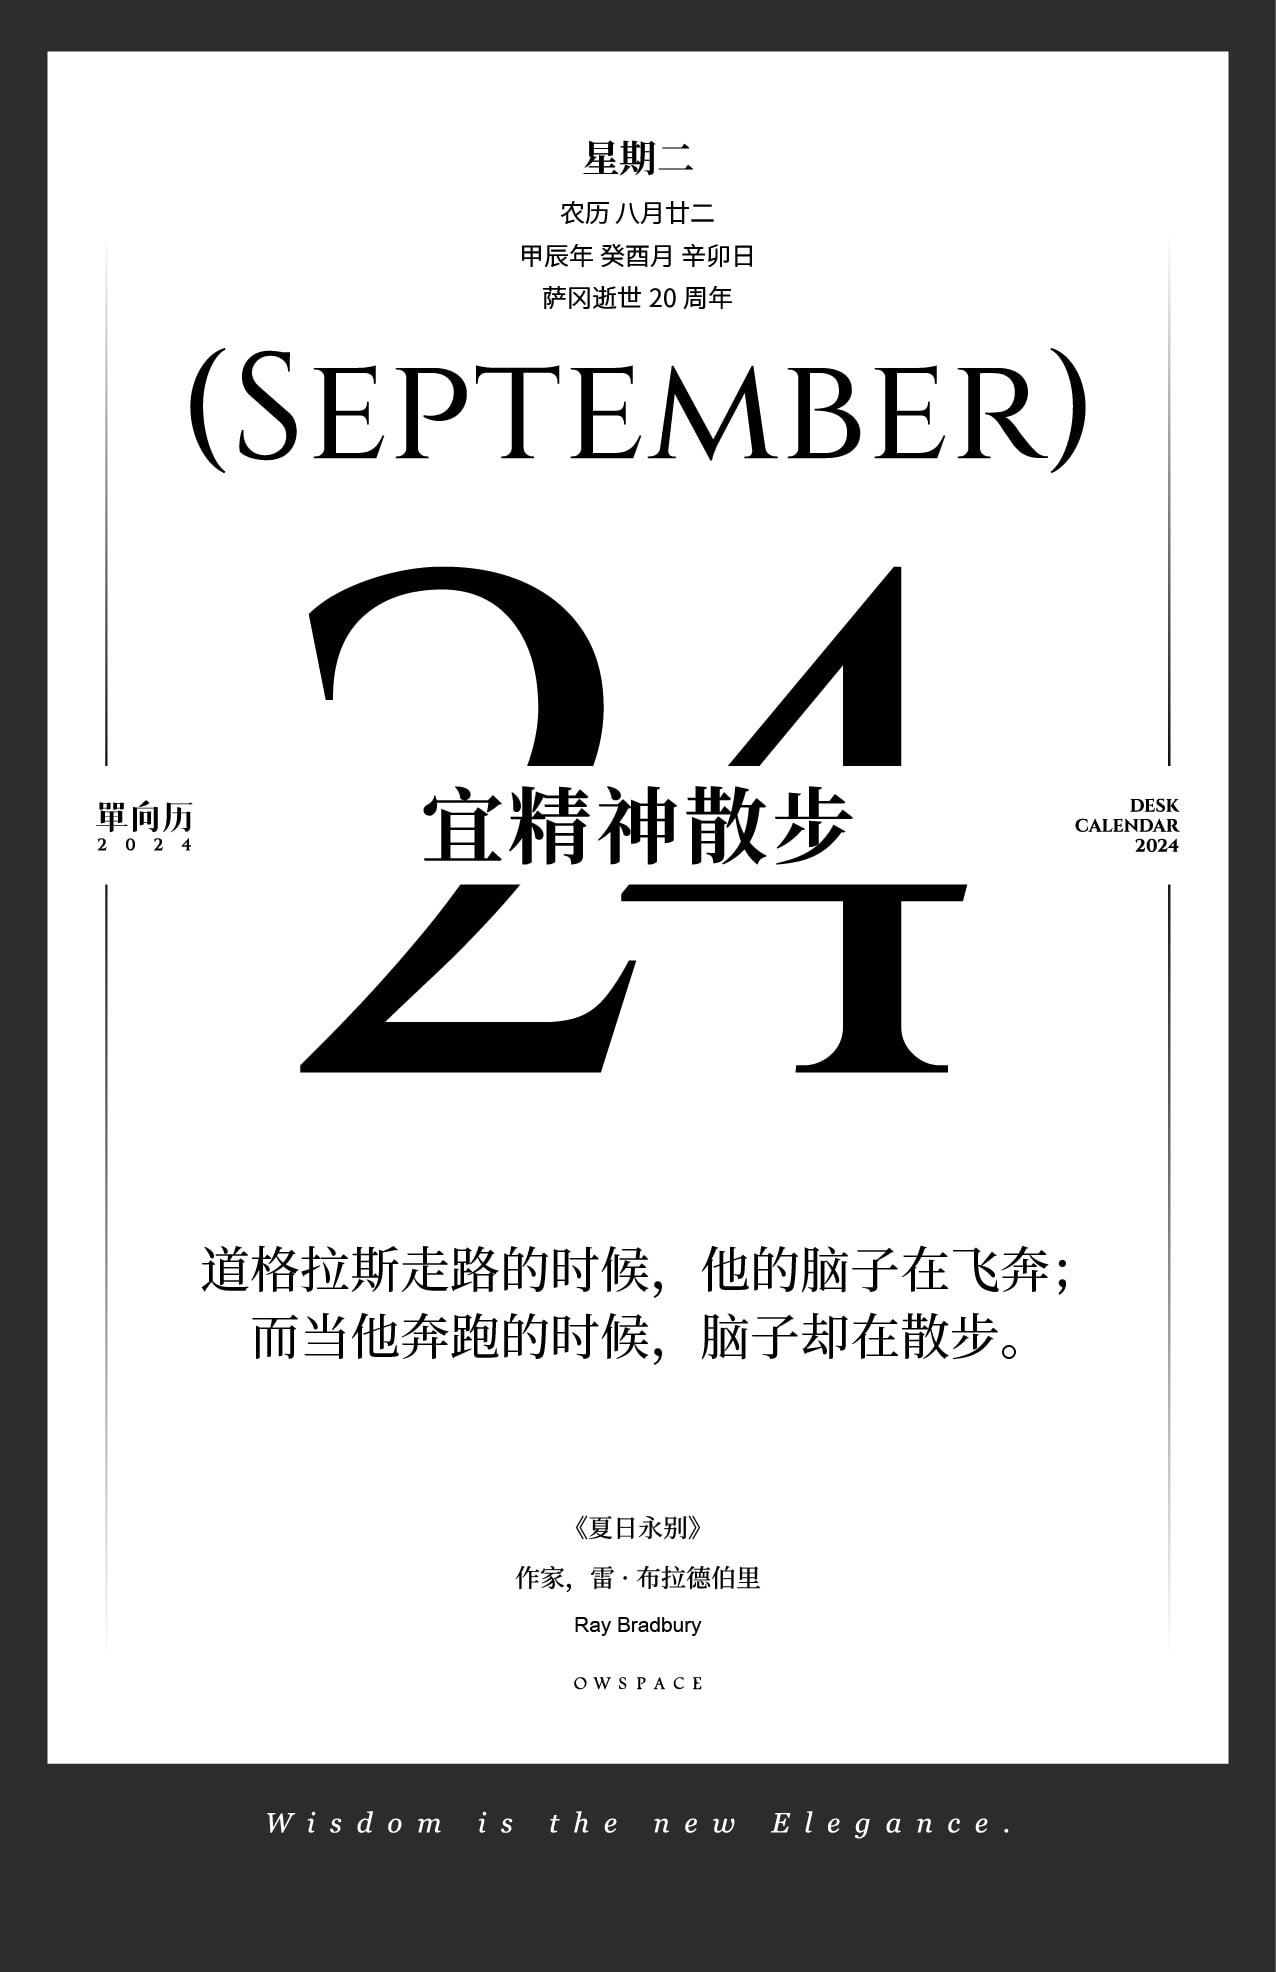 星期二
农历 八月廿二
甲辰年 癸酉月 辛卯日
萨冈逝世 20 周年
(SEPTEMBER)
24
單向历
2 0 2 4
宜精神散步
DESK
CALENDAR
2024
道格拉斯走路的时候，他的脑子在飞奔；
而当他奔跑的时候，脑子却在散步。
《夏日永别》
作家，雷 · 布拉德伯里
Ray Bradbury
OWSPACE
Wisdom is the new Elegance.